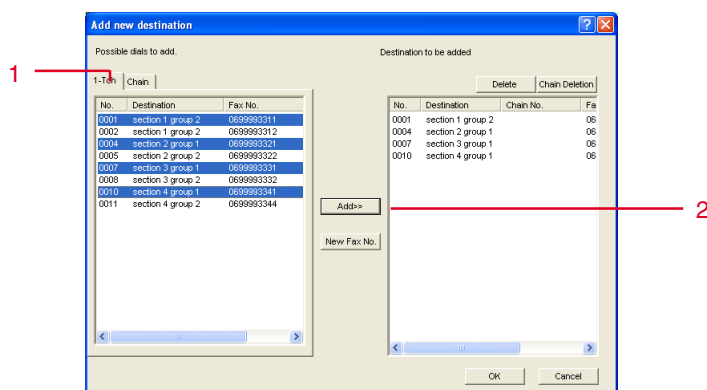 Add new destination
Possible dials to add.
Destination to be added
1
Chain
Delete
Chain Deletion
No. Destination Fax No.
0001 section 1 group 2 0699993311
0002 section 1 group 2 0699993312
0004 section 2 group 1 0699993321
0005 section 2 group 2 0699993322
0007 section 3 group 1 0699993331
0008 section 3 group 2 0699993332
0010 section 4 group 1 0699993341
0011 section 4 group 2 0699993344
Add>>
New Fax No.
No. Destination Chain No. Fa
0001 section 1 group 2 06
0004 section 2 group 1 06
0007 section 3 group 1 06
0010 section 4 group 1 06
2
OK
Cancel